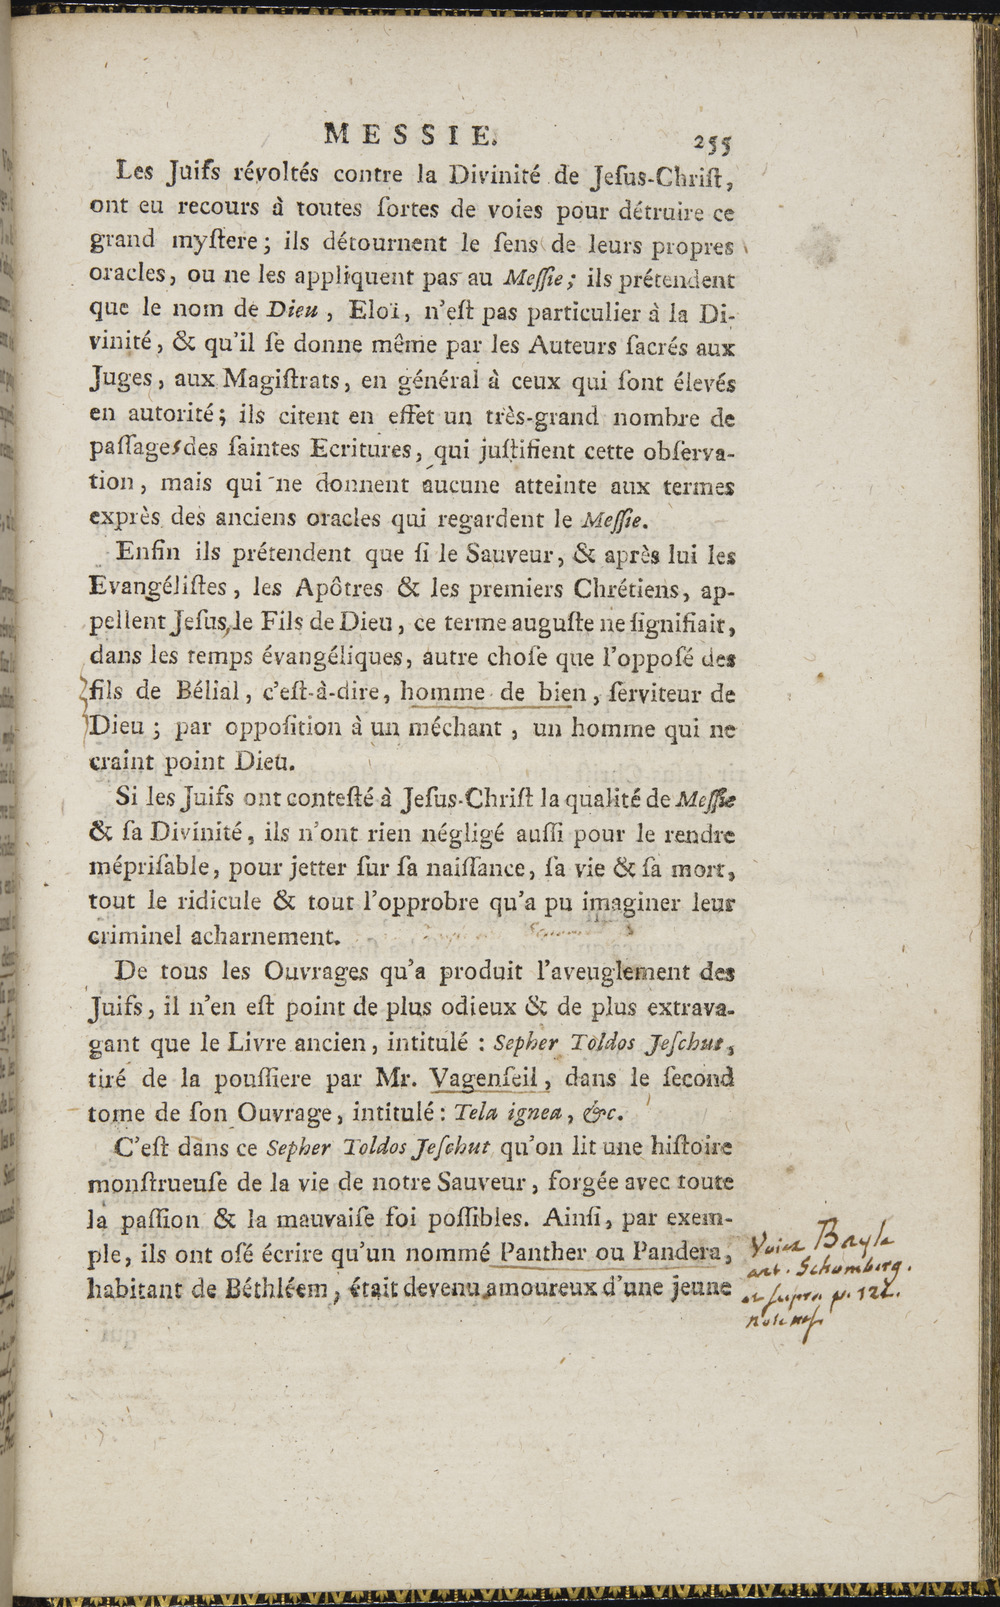 MESSIE. 255
Les Juifs révoltés contre la Divinité de Jeſus-Chriſt,
ont eu recours à toutes ſortes de voies pour détruire ce
grand myſtere; ils détournent le ſens de leurs propres
oracles, ou ne les appliquent pas au Meſſie; ils prétendent
que le nom de Dieu, Eloï, n'eſt pas particulier à la Di-
vinité, & qu'il ſe donne même par les Auteurs ſacrés aux
Juges, aux Magiſtrats, en général à ceux qui ſont élevés
en autorité; ils citent en effet un très-grand nombre de
paſſages des ſaintes Ecritures, qui juſtifient cette obſerva-
tion, mais qui ne donnent aucune atteinte aux termes
exprès des anciens oracles qui regardent le Meſſie.
Enfin ils prétendent que ſi le Sauveur, & après lui les
Evangéliſtes, les Apôtres & les premiers Chrétiens, ap-
pellent Jeſus, le Fils de Dieu, ce terme auguſte ne ſignifiait,
dans les temps évangéliques, autre choſe que l'oppoſé des
fils de Bélial, c'eſt-à-dire, homme de bien, ſerviteur de
Dieu; par oppoſition à un méchant, un homme qui ne
craint point Dieu.
Si les Juifs ont conteſté à Jeſus-Chriſt la qualité de Meſſie
& ſa Divinité, ils n'ont rien négligé auſſi pour le rendre
mépriſable, pour jetter ſur ſa naiſſance, ſa vie & ſa mort,
tout le ridicule & tout l'opprobre qu'a pu imaginer leur
criminel acharnement.
De tous les Ouvrages qu'a produit l'aveuglement des
Juifs, il n'en eſt point de plus odieux & de plus extrava-
gant que le Livre ancien, intitulé : Sepher Toldos Jeſchut,
tiré de la pouſſiere par Mr. Vagenſeil, dans le ſecond
tome de ſon Ouvrage, intitulé : Tela ignea, &c.
C'eſt dans ce Sepher Toldos Jeſchut qu'on lit une hiſtoire
monſtrueuſe de la vie de notre Sauveur, forgée avec toute
la paſſion & la mauvaiſe foi poſſibles. Ainſi, par exem-
ple, ils ont oſé écrire qu'un nommé Panther ou Pandera,
habitant de Béthléem, était devenu amoureux d'une jeune
Voiez Bayle
art. Schomberg.
et supra p. 121.
note